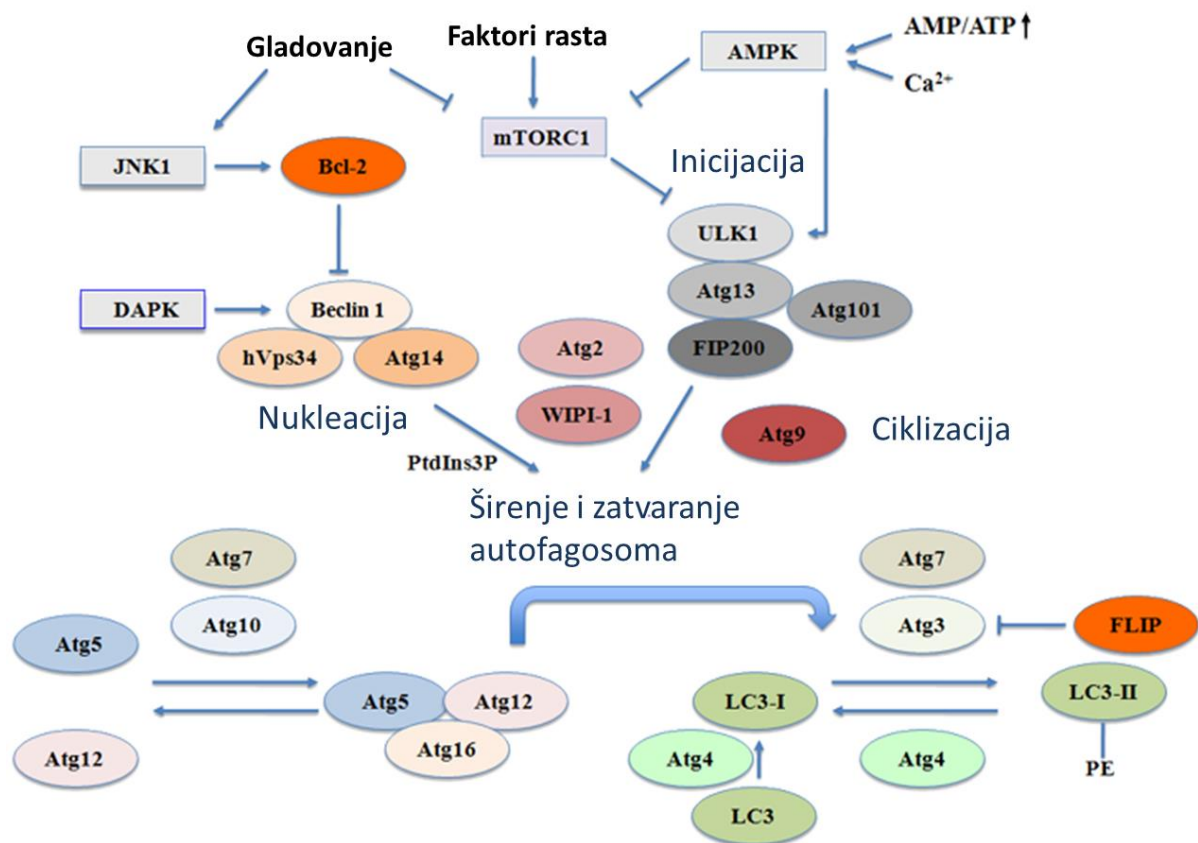 Gladovanje
Faktori rasta
AMPK
AMP/ATP↑
Ca²⁺
JNK1
Bcl-2
mTORC1
Inicijacija
ULK1
DAPK
Beclin 1
Atg13
Atg101
hVps34
Atg14
Atg2
FIP200
Nukleacija
WIPI-1
Atg9
Ciklizacija
PtdIns3P
Širenje i zatvaranje
autofagosoma
Atg7
Atg7
Atg5
Atg10
Atg3
FLIP
Atg5
Atg12
LC3-I
LC3-II
Atg12
Atg16
Atg4
Atg4
PE
LC3